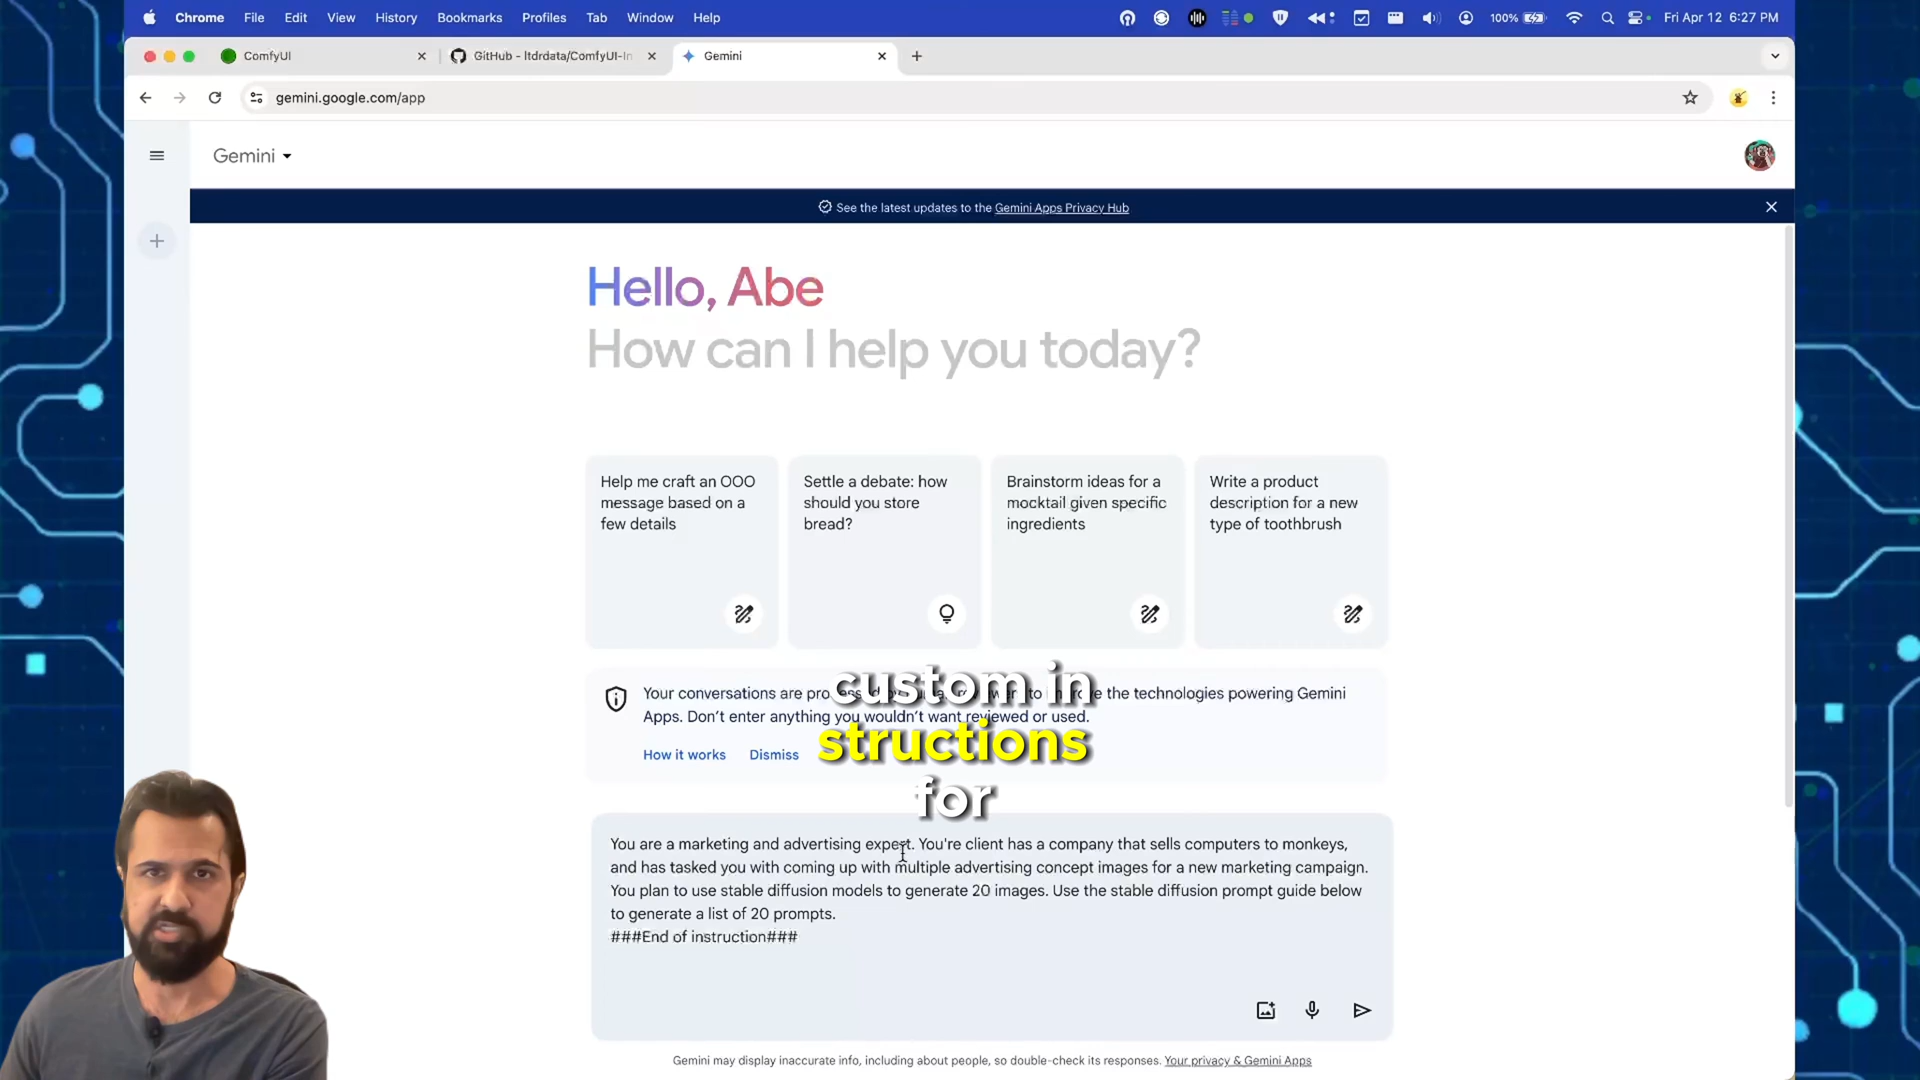 Chrome File Edit View History Bookmarks Profiles Tab Window Help
100% Fri Apr 12 6:27 PM
ComfyUI
GitHub - ltdrdata/ComfyUI-In
Gemini
gemini.google.com/app
Gemini
See the latest updates to the Gemini Apps Privacy Hub
Hello, Abe
How can I help you today?
Help me craft an OOO
message based on a
few details
Settle a debate: how
should you store
bread?
Brainstorm ideas for a
mocktail given specific
ingredients
Write a product
description for a new
type of toothbrush
Your conversations are to improve the technologies powering Gemini
Apps. Don't enter anything you wouldn't want reviewed or used.
How it works Dismiss
custom in
structions
for
You are a marketing and advertising expert. You're client has a company that sells computers to monkeys,
and has tasked you with coming up with multiple advertising concept images for a new marketing campaign.
You plan to use stable diffusion models to generate 20 images. Use the stable diffusion prompt guide below
to generate a list of 20 prompts.
###End of instruction###
Gemini may display inaccurate info, including about people, so double-check its responses. Your privacy & Gemini Apps